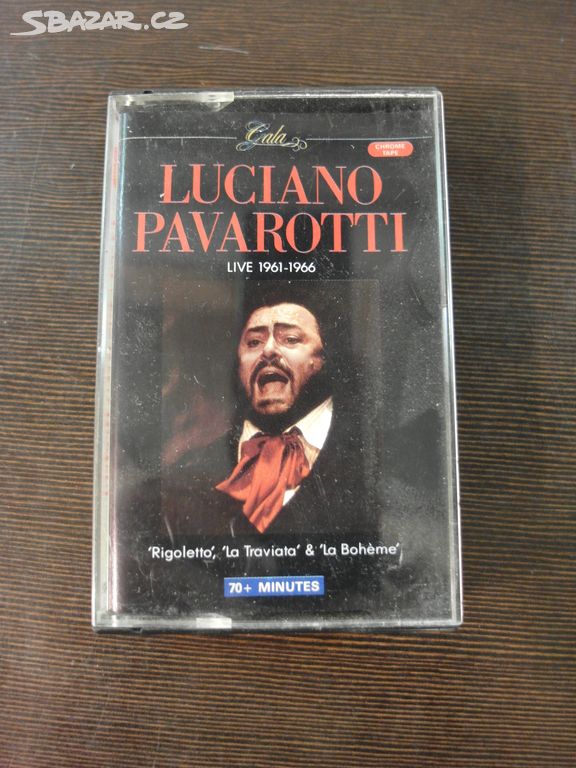 SBAZAR.CZ
Gala
CHROME
TAPE
LUCIANO
PAVAROTTI
LIVE 1961-1966
'Rigoletto', 'La Traviata' & 'La Bohème'
70+ MINUTES